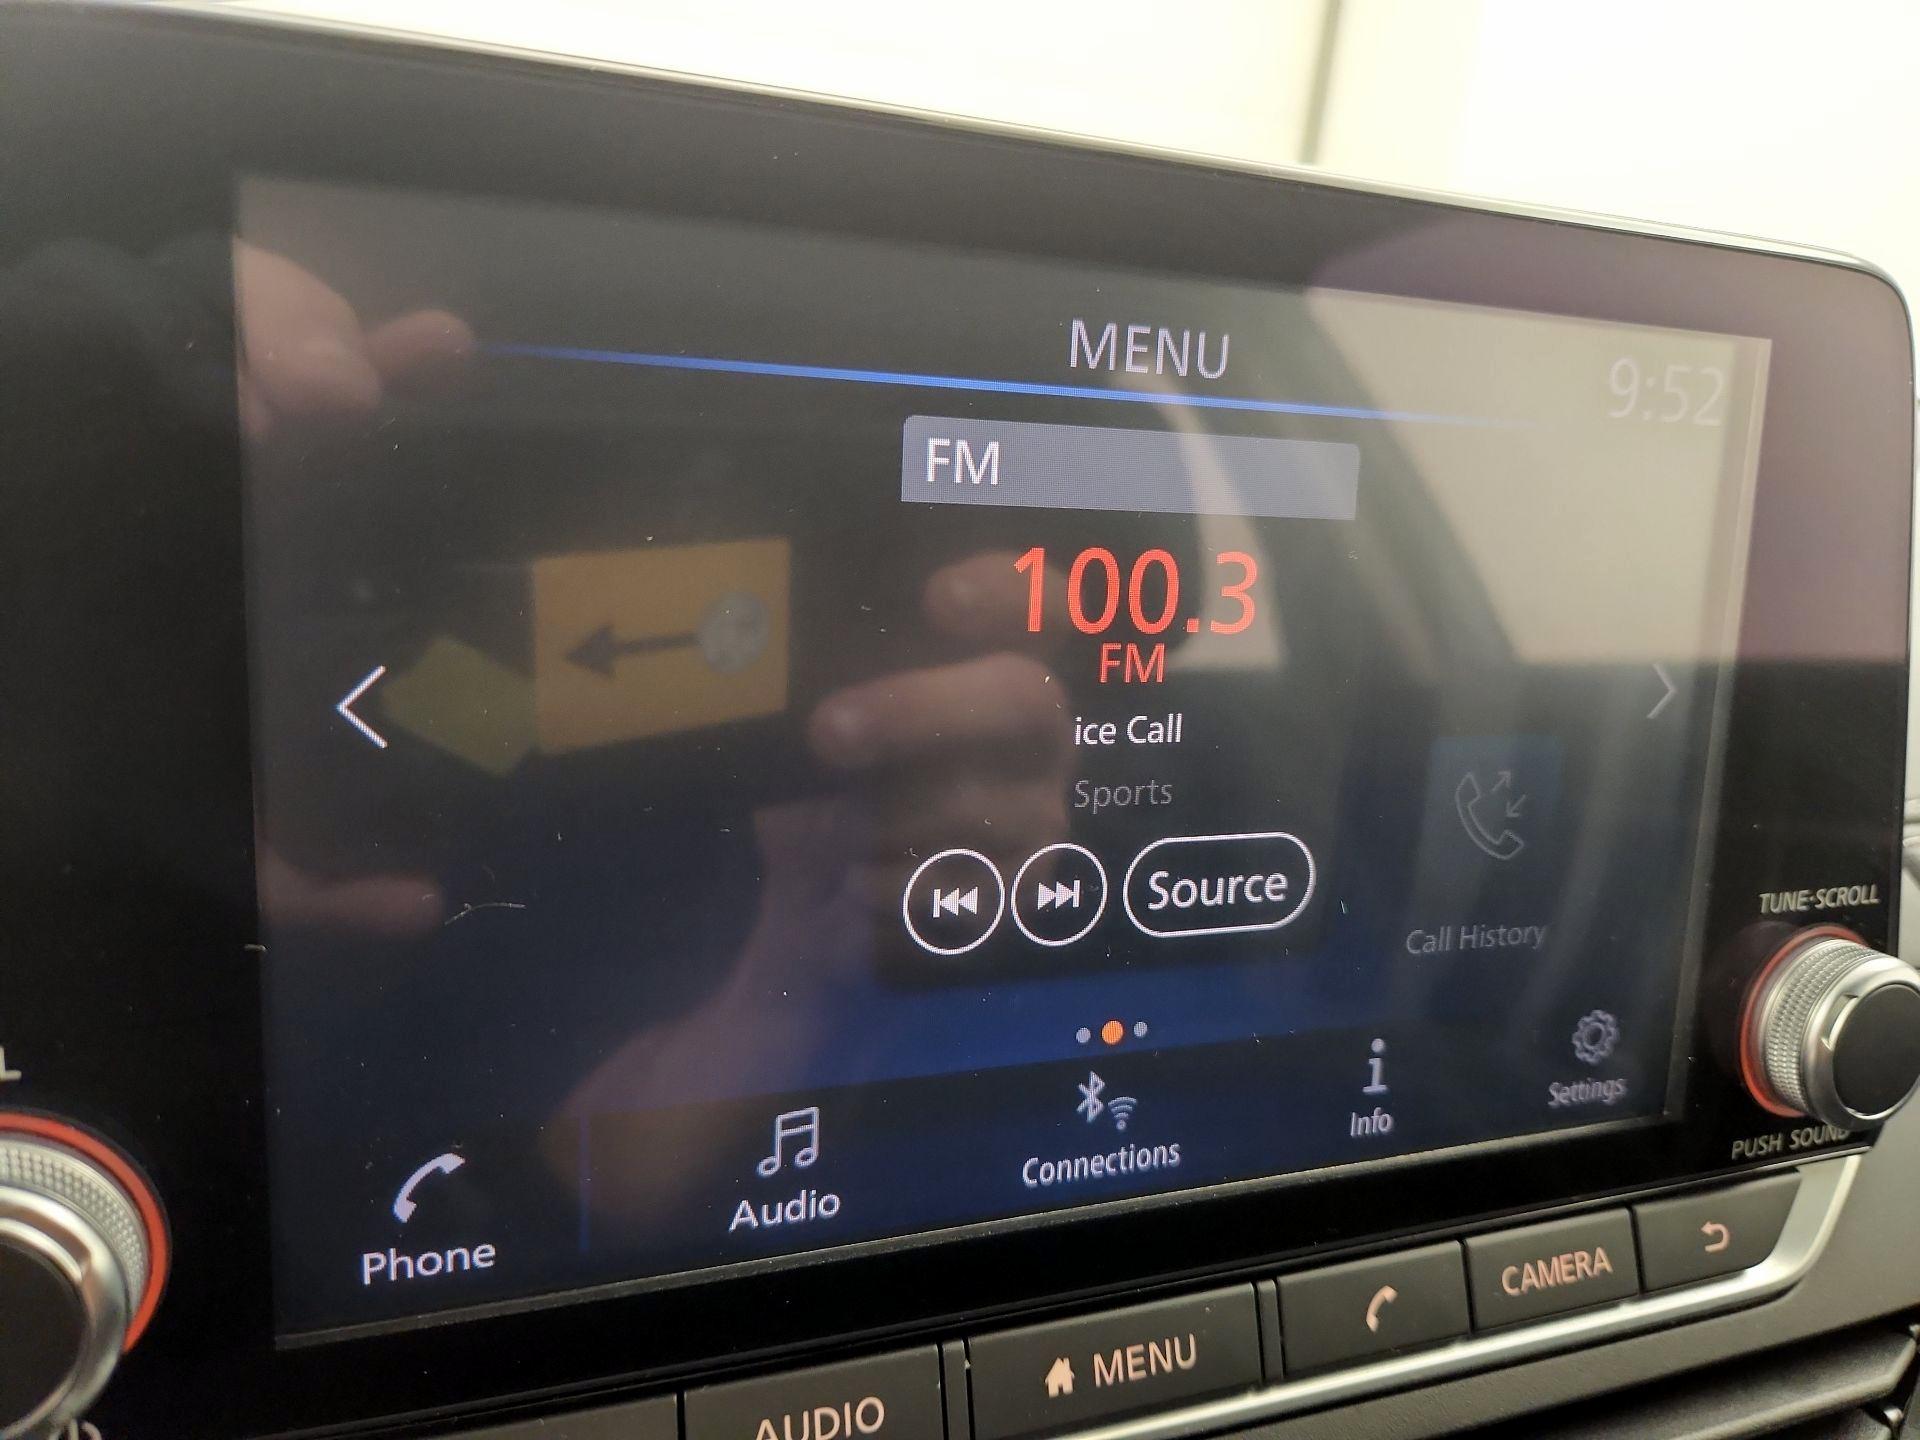 MENU
9:52
FM
100.3
FM
ice Call
Sports
Source
Call History
TUNE·SCROLL
Settings
Info
Connections
Audio
Phone
PUSH SOUND
CAMERA
MENU
AUDIO